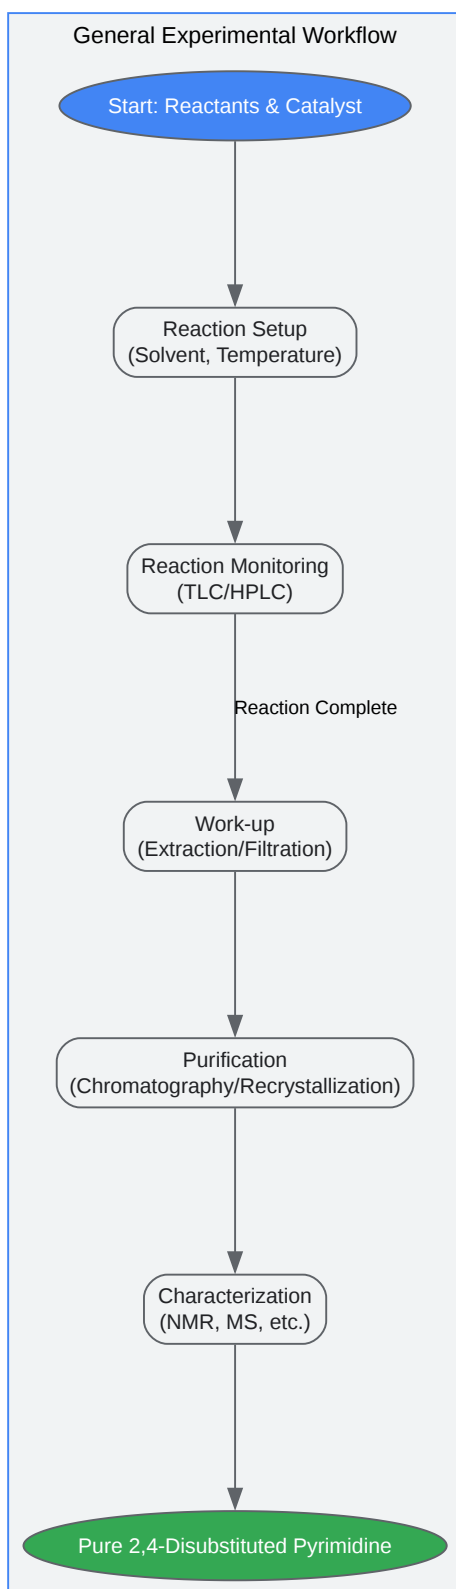 General Experimental Workflow
Start: Reactants & Catalyst
Reaction Setup
(Solvent, Temperature)
Reaction Monitoring
(TLC/HPLC)
Reaction Complete
Work-up
(Extraction/Filtration)
Purification
(Chromatography/Recrystallization)
Characterization
(NMR, MS, etc.)
Pure 2,4-Disubstituted Pyrimidine